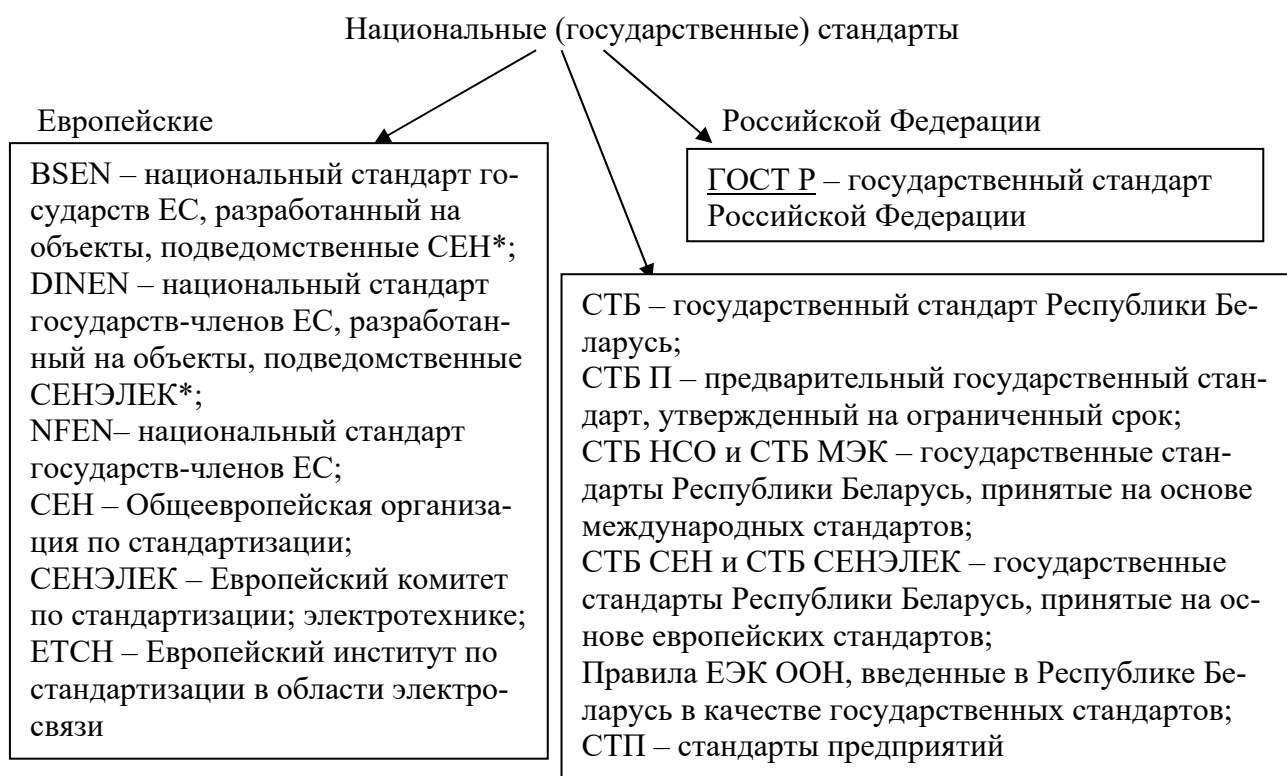 Национальные (государственные) стандарты
Европейские
BSEN – национальный стандарт го-
сударств ЕС, разработанный на
объекты, подведомственные СЕН*;
DINEN – национальный стандарт
государств-членов ЕС, разработан-
ный на объекты, подведомственные
СЕНЭЛЕК*;
NFEN– национальный стандарт
государств-членов ЕС;
СЕН – Общеевропейская организа-
ция по стандартизации;
СЕНЭЛЕК – Европейский комитет
по стандартизации; электротехнике;
ЕТСН – Европейский институт по
стандартизации в области электро-
связи
Российской Федерации
ГОСТ Р – государственный стандарт
Российской Федерации
СТБ – государственный стандарт Республики Бе-
ларусь;
СТБ П – предварительный государственный стан-
дарт, утвержденный на ограниченный срок;
СТБ НСО и СТБ МЭК – государственные стан-
дарты Республики Беларусь, принятые на основе
международных стандартов;
СТБ СЕН и СТБ СЕНЭЛЕК – государственные
стандарты Республики Беларусь, принятые на ос-
нове европейских стандартов;
Правила ЕЭК ООН, введенные в Республике Бе-
ларусь в качестве государственных стандартов;
СТП – стандарты предприятий